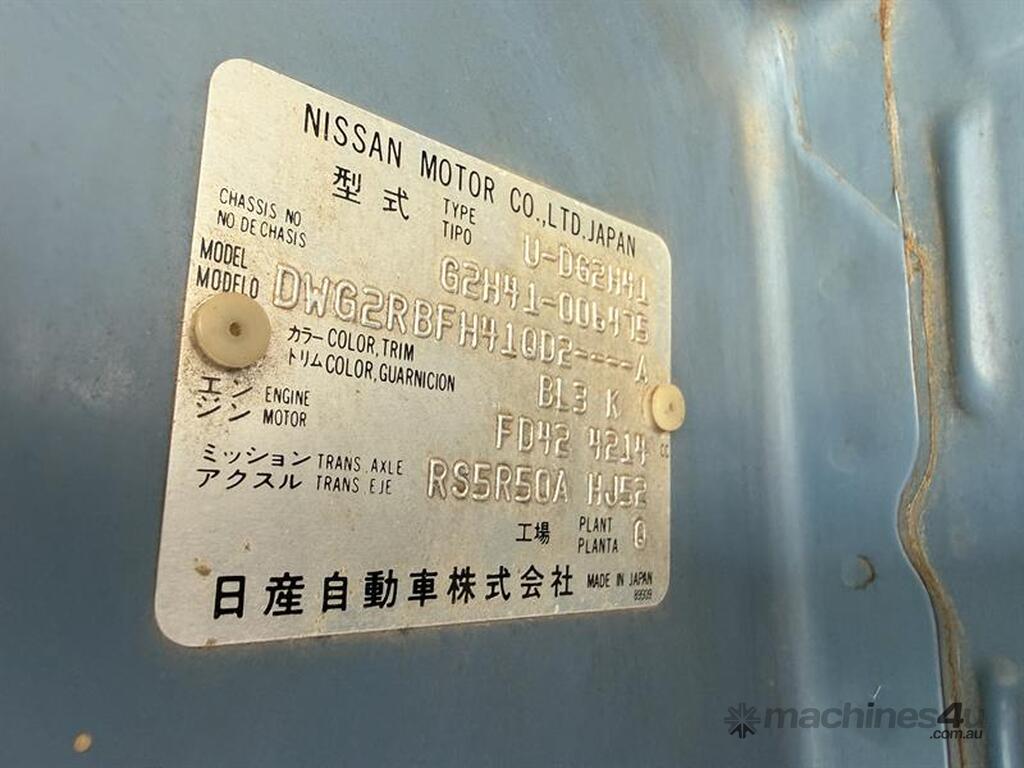 NISSAN MOTOR CO.,LTD.JAPAN
型式 TYPE TIPO U-DG2H41
CHASSIS NO
NO DE CHASIS G2H41-006475
MODEL
MODELO DWG2RBFH41QD2----A
カラー COLOR,TRIM
トリム COLOR,GUARNICION BL3 K
エン ENGINE
ジン MOTOR FD42 4214 CC
ミッション TRANS.AXLE
アクスル TRANS.EJE RS5R50A HJ52
工場 PLANT PLANTA Q
日産自動車株式会社 MADE IN JAPAN
machines4u
.com.au